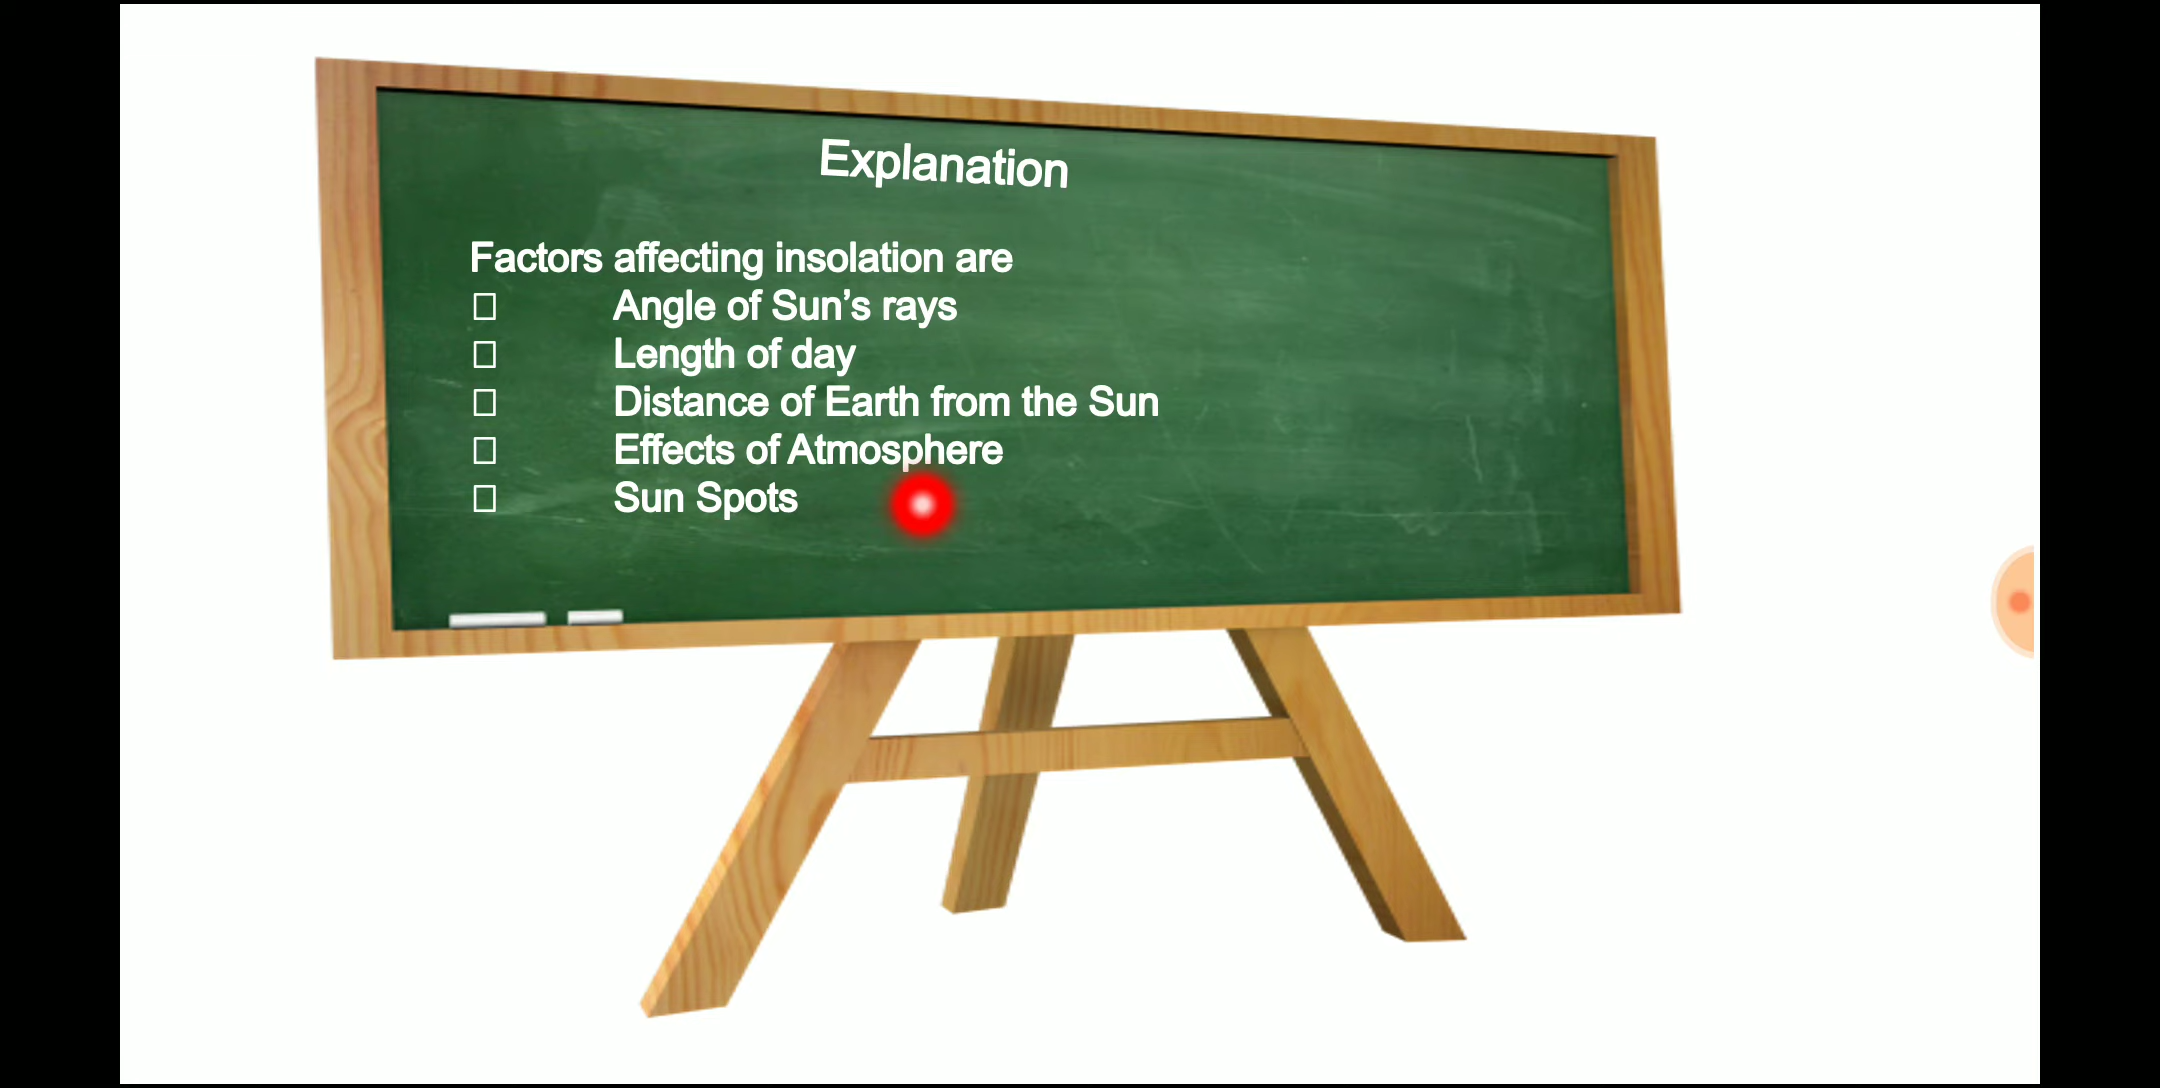 Explanation
Factors affecting insolation are
Angle of Sun’s rays
Length of day
Distance of Earth from the Sun
Effects of Atmosphere
Sun Spots